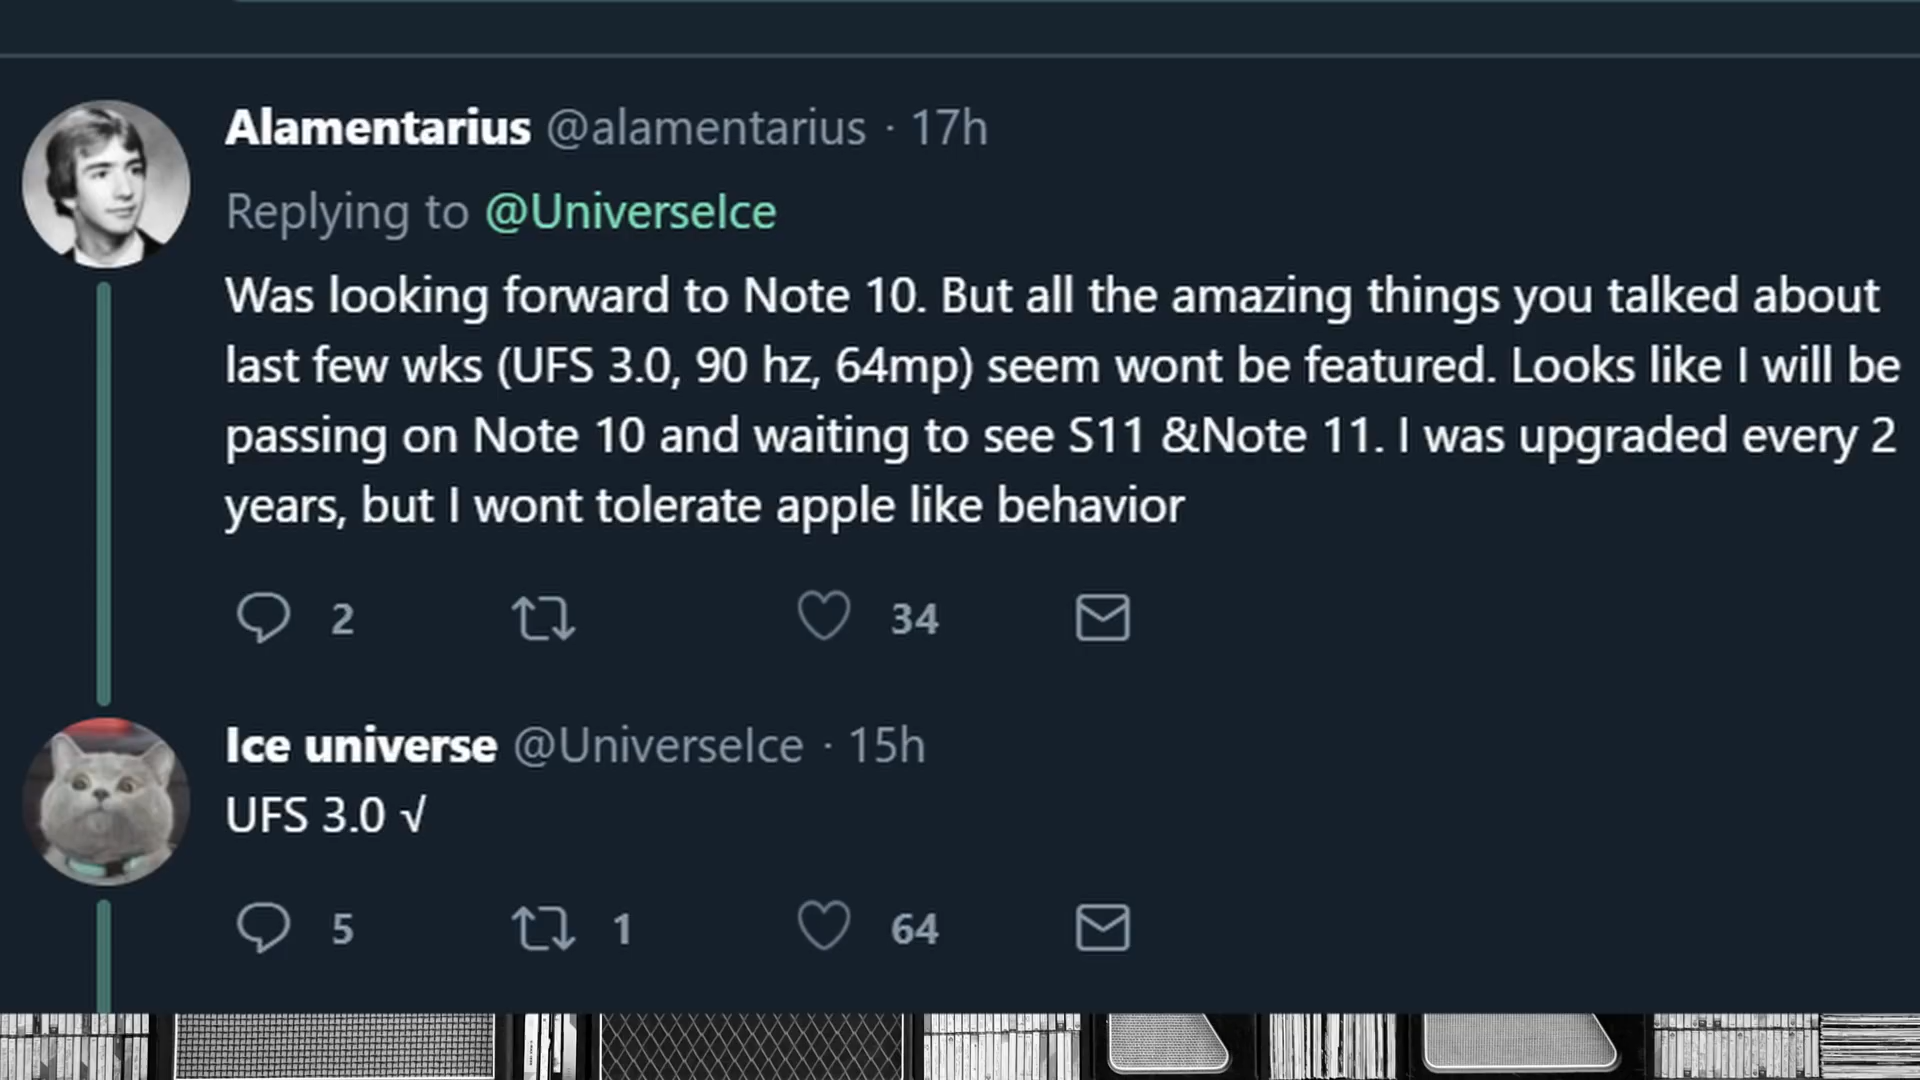 Alamentarius @alamentarius · 17h
Replying to @UniverseIce
Was looking forward to Note 10. But all the amazing things you talked about
last few wks (UFS 3.0, 90 hz, 64mp) seem wont be featured. Looks like I will be
passing on Note 10 and waiting to see S11 &Note 11. I was upgraded every 2
years, but I wont tolerate apple like behavior
2 34
Ice universe @UniverseIce · 15h
UFS 3.0 √
5 1 64